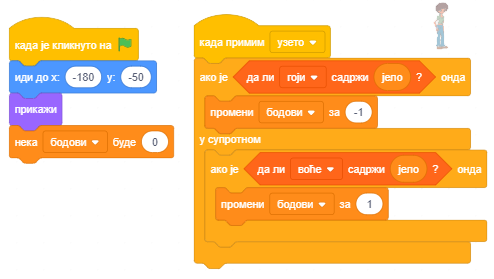 када је кликнуто на
иди до x: -180 y: -50
прикажи
нека бодови буде 0
када примим узето
ако је да ли гоји садржи јело ? онда
промени бодови за -1
у супротном
ако је да ли воће садржи јело ? онда
промени бодови за 1